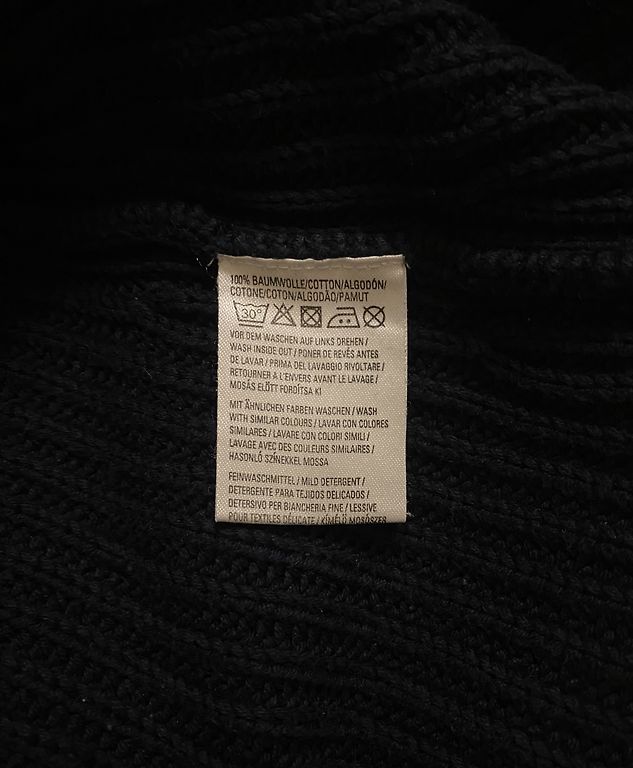 100% BAUMWOLLE/COTTON/ALGODÓN/
COTONE/COTON/ALGODÃO/PAMUT
30°
VOR DEM WASCHEN AUF LINKS DREHEN /
WASH INSIDE OUT / PONER DE REVÉS ANTES
DE LAVAR / PRIMA DEL LAVAGGIO RIVOLTARE /
RETOURNER A L'ENVERS AVANT LE LAVAGE /
MOSÁS ELŐTT FORDÍTSA KI
MIT ÄHNLICHEN FARBEN WASCHEN / WASH
WITH SIMILAR COLOURS / LAVAR CON COLORES
SIMILARES / LAVARE CON COLORI SIMILI /
LAVAGE AVEC DES COULEURS SIMILAIRES /
HASONLÓ SZÍNEKKEL MOSSA
FEINWASCHMITTEL / MILD DETERGENT /
DETERGENTE PARA TEJIDOS DELICADOS /
DETERSIVO PER BIANCHERIA FINE / LESSIVE
POUR TEXTILES DÉLICATE / KÍMÉLŐ MOSÓSZER